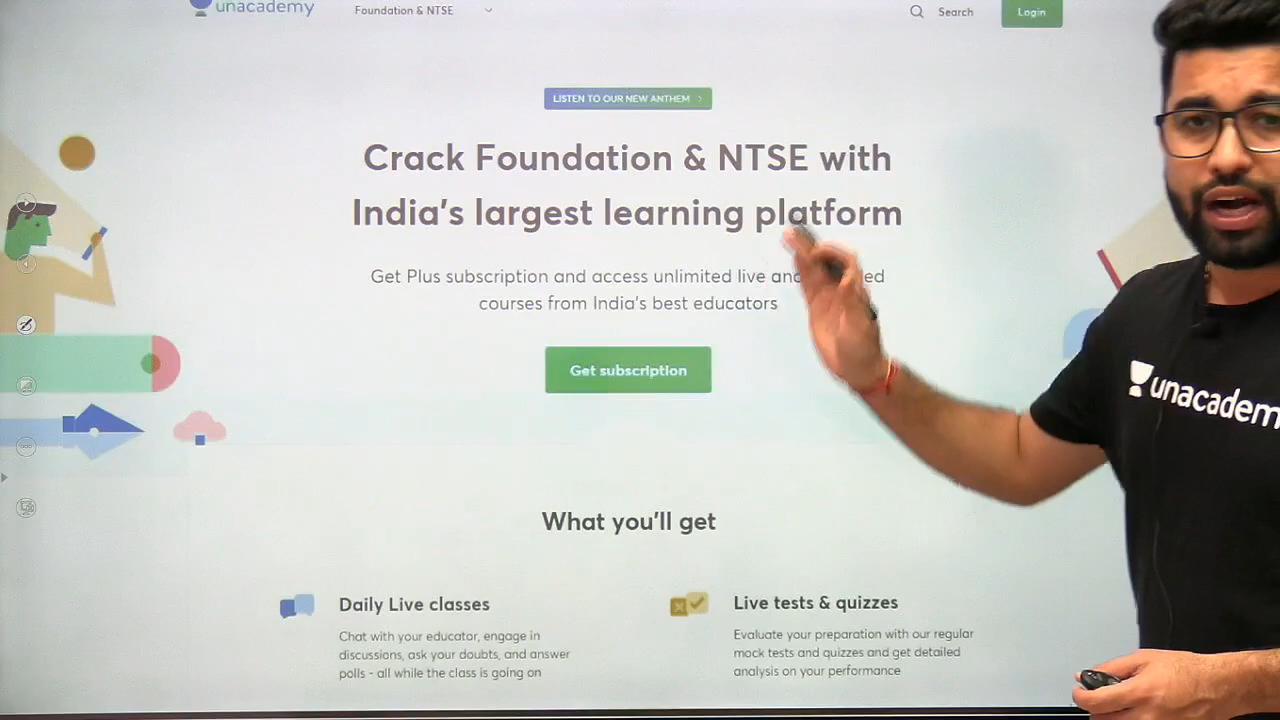 unacademy
Foundation & NTSE
Search
Login
LISTEN TO OUR NEW ANTHEM
Crack Foundation & NTSE with
India's largest learning platform
Get Plus subscription and access unlimited live and
courses from India's best educators
Get subscription
unacadem
What you'll get
Daily Live classes
Chat with your educator, engage in
discussions, ask your doubts, and answer
polls - all while the class is going on
Live tests & quizzes
Evaluate your preparation with our regular
mock tests and quizzes and get detailed
analysis on your performance